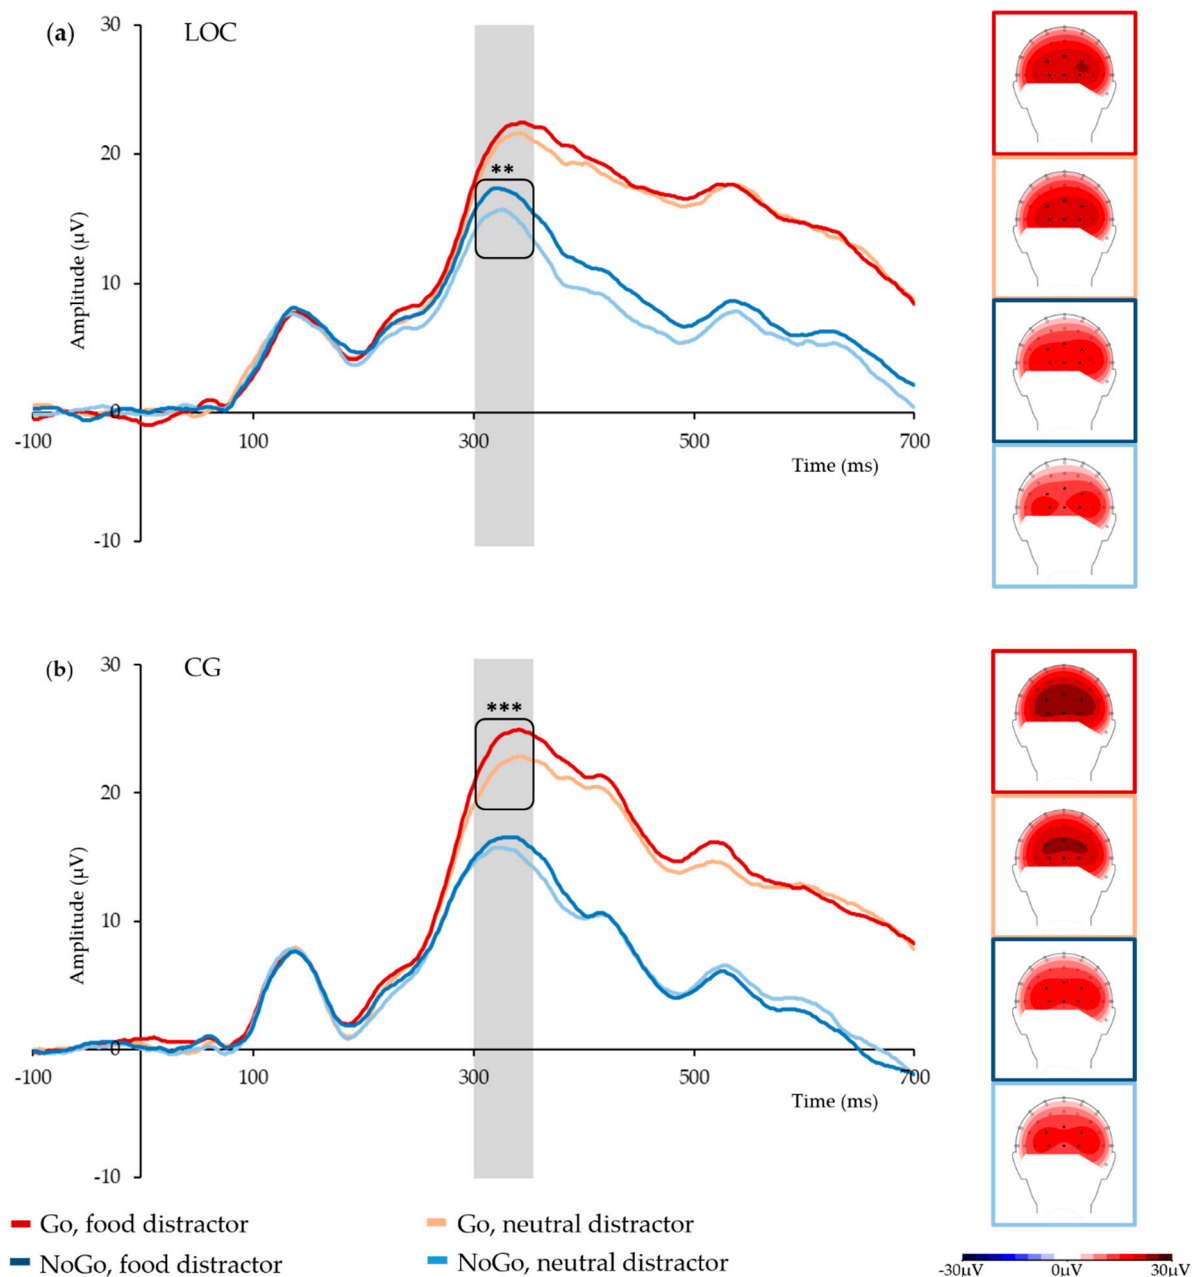 (a) LOC
30
20
10
0
-10
Amplitude (µV)
**
-100 100 300 500 700
Time (ms)
(b) CG
30
20
10
0
-10
Amplitude (µV)
***
-100 100 300 500 700
Time (ms)
Go, food distractor
Go, neutral distractor
NoGo, food distractor
NoGo, neutral distractor
-30µV 0µV 30µV